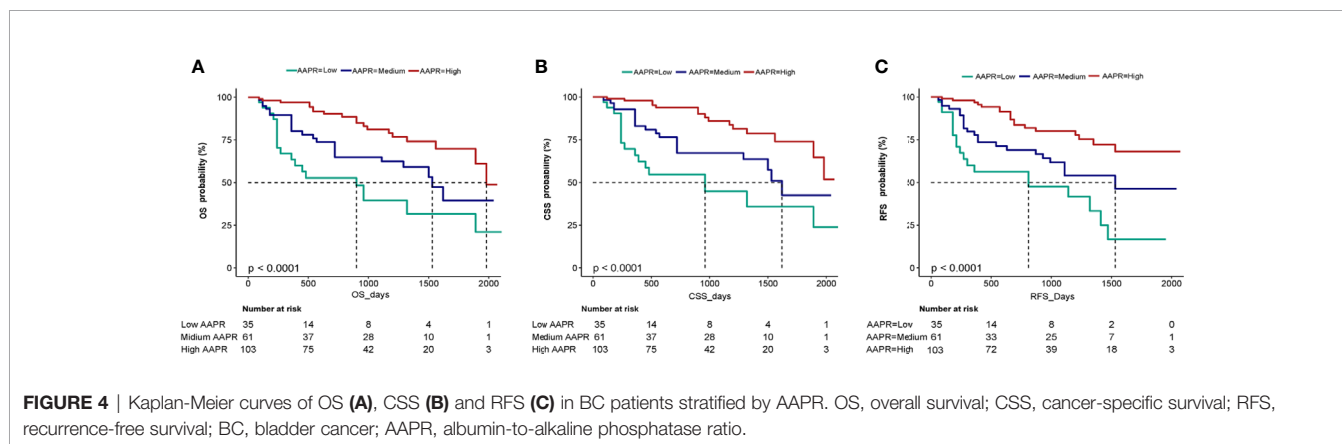 A
AAPR=Low AAPR=Medium AAPR=High
OS probability (%)
100
75
50
25
0
p < 0.0001
0 500 1000 1500 2000
OS_days
Number at risk
Low AAPR 35 14 8 4 1
Midium AAPR 61 37 28 10 1
High AAPR 103 75 42 20 3
B
AAPR=Low AAPR=Medium AAPR=High
CSS probability (%)
100
75
50
25
0
p < 0.0001
0 500 1000 1500 2000
CSS_days
Number at risk
Low AAPR 35 14 8 4 1
Medium AAPR 61 37 28 10 1
High AAPR 103 75 42 20 3
C
AAPR=Low AAPR=Medium AAPR=High
RFS probability (%)
100
75
50
25
0
p < 0.0001
0 500 1000 1500 2000
RFS_Days
Number at risk
AAPR=Lov 35 14 8 2 0
AAPR=Medium 61 33 25 7 1
AAPR=High 103 72 39 18 3
FIGURE 4 | Kaplan-Meier curves of OS (A), CSS (B) and RFS (C) in BC patients stratified by AAPR. OS, overall survival; CSS, cancer-specific survival; RFS,
recurrence-free survival; BC, bladder cancer; AAPR, albumin-to-alkaline phosphatase ratio.